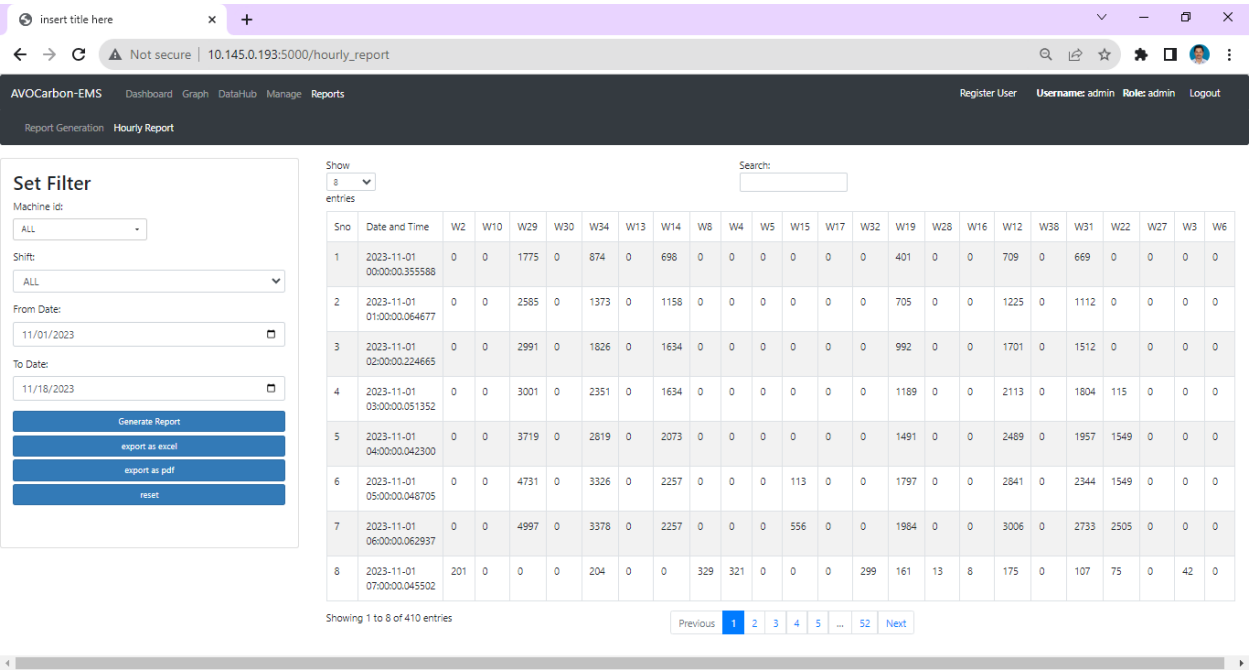 insert title here
Not secure | 10.145.0.193:5000/hourly_report
AVOCarbon-EMS Dashboard Graph DataHub Manage Reports Register User Username: admin Role: admin Logout
Report Generation Hourly Report
Set Filter
Machine id:
ALL
Shift:
ALL
From Date:
11/01/2023
To Date:
11/18/2023
Generate Report
export as excel
export as pdf
reset
Show
8
entries
Search:
Sno Date and Time W2 W10 W29 W30 W34 W13 W14 W8 W4 W5 W15 W17 W32 W19 W28 W16 W12 W38 W31 W22 W27 W3 W6
1 2023-11-01 0 0 1775 0 874 0 698 0 0 0 0 0 0 401 0 0 709 0 669 0 0 0 0
00:00:00.355588
2 2023-11-01 0 0 2585 0 1373 0 1158 0 0 0 0 0 0 705 0 0 1225 0 1112 0 0 0 0
01:00:00.064677
3 2023-11-01 0 0 2991 0 1826 0 1634 0 0 0 0 0 0 992 0 0 1701 0 1512 0 0 0 0
02:00:00.224665
4 2023-11-01 0 0 3001 0 2351 0 1634 0 0 0 0 0 0 1189 0 0 2113 0 1804 115 0 0 0
03:00:00.051352
5 2023-11-01 0 0 3719 0 2819 0 2073 0 0 0 0 0 0 1491 0 0 2489 0 1957 1549 0 0 0
04:00:00.042300
6 2023-11-01 0 0 4731 0 3326 0 2257 0 0 0 113 0 0 1797 0 0 2841 0 2344 1549 0 0 0
05:00:00.048705
7 2023-11-01 0 0 4997 0 3378 0 2257 0 0 0 556 0 0 1984 0 0 3006 0 2733 2505 0 0 0
06:00:00.062937
8 2023-11-01 201 0 0 0 204 0 0 329 321 0 0 0 299 161 13 8 175 0 107 75 0 42 0
07:00:00.045502
Showing 1 to 8 of 410 entries
Previous 1 2 3 4 5 ... 52 Next